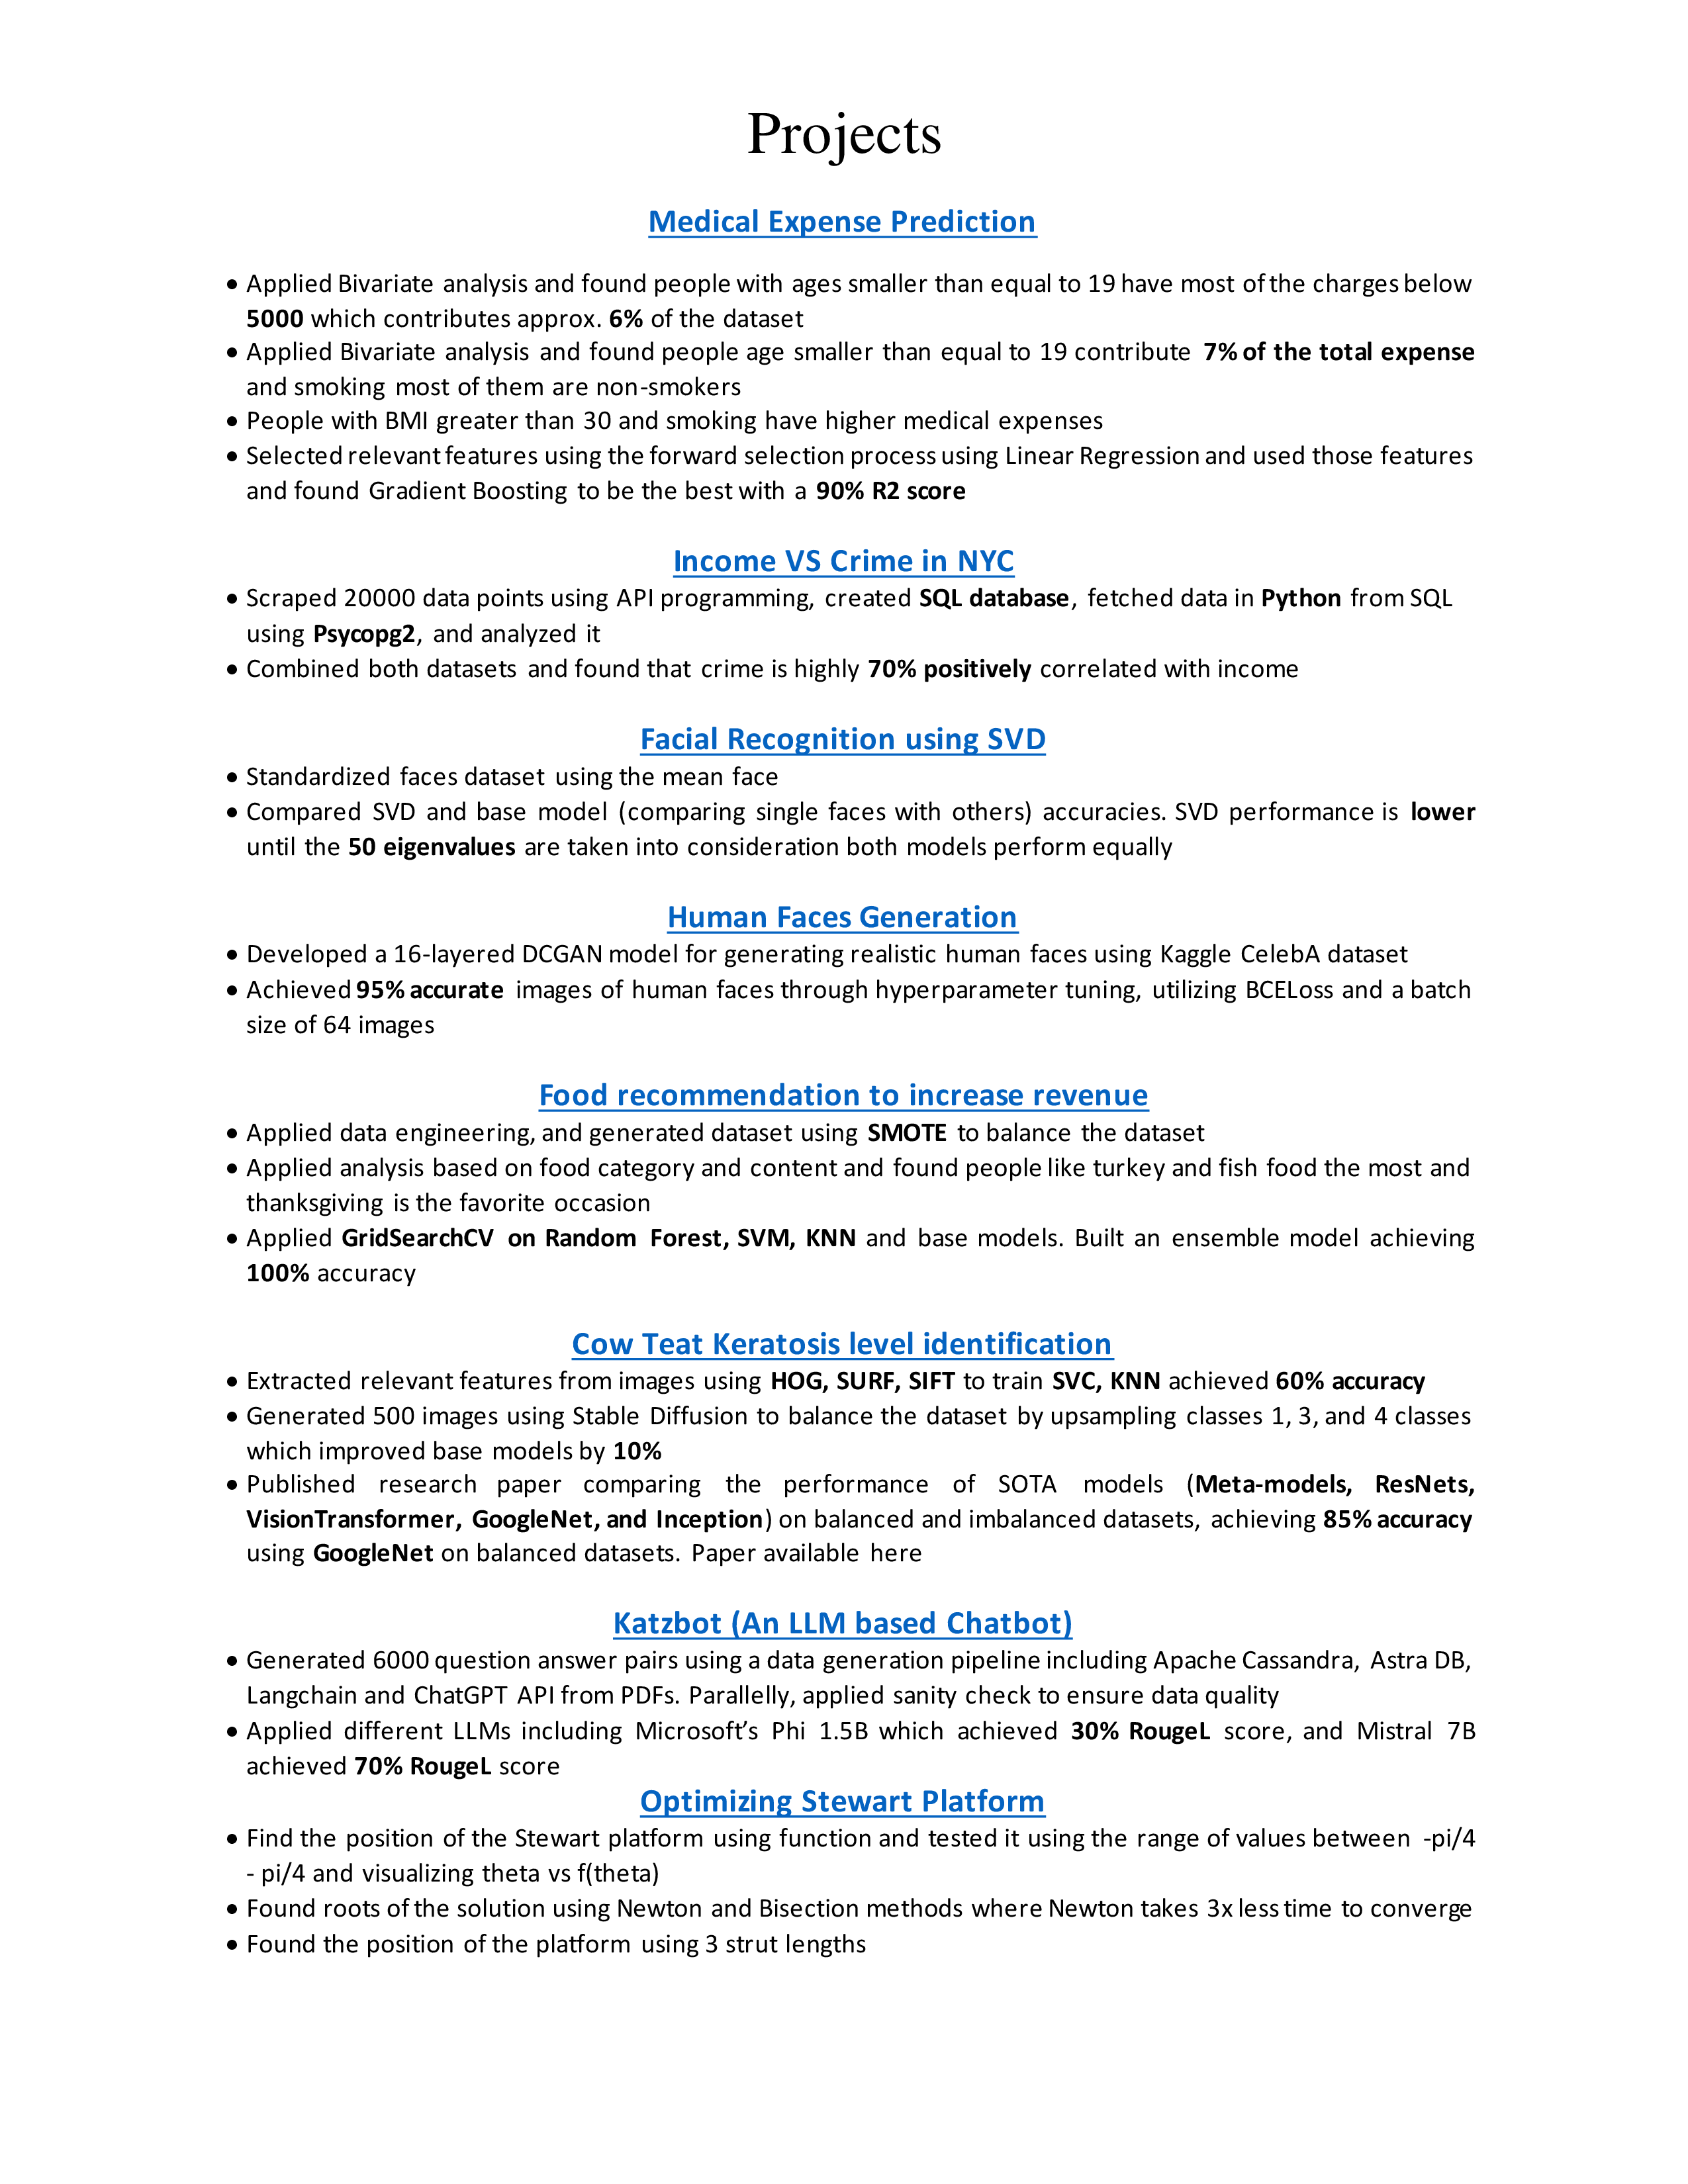 Projects
Medical Expense Prediction
• Applied Bivariate analysis and found people with ages smaller than equal to 19 have most of the charges below
5000 which contributes approx. 6% of the dataset
• Applied Bivariate analysis and found people age smaller than equal to 19 contribute 7% of the total expense
and smoking most of them are non-smokers
• People with BMI greater than 30 and smoking have higher medical expenses
• Selected relevant features using the forward selection process using Linear Regression and used those features
and found Gradient Boosting to be the best with a 90% R2 score
Income VS Crime in NYC
• Scraped 20000 data points using API programming, created SQL database, fetched data in Python from SQL
using Psycopg2, and analyzed it
• Combined both datasets and found that crime is highly 70% positively correlated with income
Facial Recognition using SVD
• Standardized faces dataset using the mean face
• Compared SVD and base model (comparing single faces with others) accuracies. SVD performance is lower
until the 50 eigenvalues are taken into consideration both models perform equally
Human Faces Generation
• Developed a 16-layered DCGAN model for generating realistic human faces using Kaggle CelebA dataset
• Achieved 95% accurate images of human faces through hyperparameter tuning, utilizing BCELoss and a batch
size of 64 images
Food recommendation to increase revenue
• Applied data engineering, and generated dataset using SMOTE to balance the dataset
• Applied analysis based on food category and content and found people like turkey and fish food the most and
thanksgiving is the favorite occasion
• Applied GridSearchCV on Random Forest, SVM, KNN and base models. Built an ensemble model achieving
100% accuracy
Cow Teat Keratosis level identification
• Extracted relevant features from images using HOG, SURF, SIFT to train SVC, KNN achieved 60% accuracy
• Generated 500 images using Stable Diffusion to balance the dataset by upsampling classes 1, 3, and 4 classes
which improved base models by 10%
• Published research paper comparing the performance of SOTA models (Meta-models, ResNets,
VisionTransformer, GoogleNet, and Inception) on balanced and imbalanced datasets, achieving 85% accuracy
using GoogleNet on balanced datasets. Paper available here
Katzbot (An LLM based Chatbot)
• Generated 6000 question answer pairs using a data generation pipeline including Apache Cassandra, Astra DB,
Langchain and ChatGPT API from PDFs. Parallelly, applied sanity check to ensure data quality
• Applied different LLMs including Microsoft’s Phi 1.5B which achieved 30% RougeL score, and Mistral 7B
achieved 70% RougeL score
Optimizing Stewart Platform
• Find the position of the Stewart platform using function and tested it using the range of values between -pi/4
- pi/4 and visualizing theta vs f(theta)
• Found roots of the solution using Newton and Bisection methods where Newton takes 3x less time to converge
• Found the position of the platform using 3 strut lengths